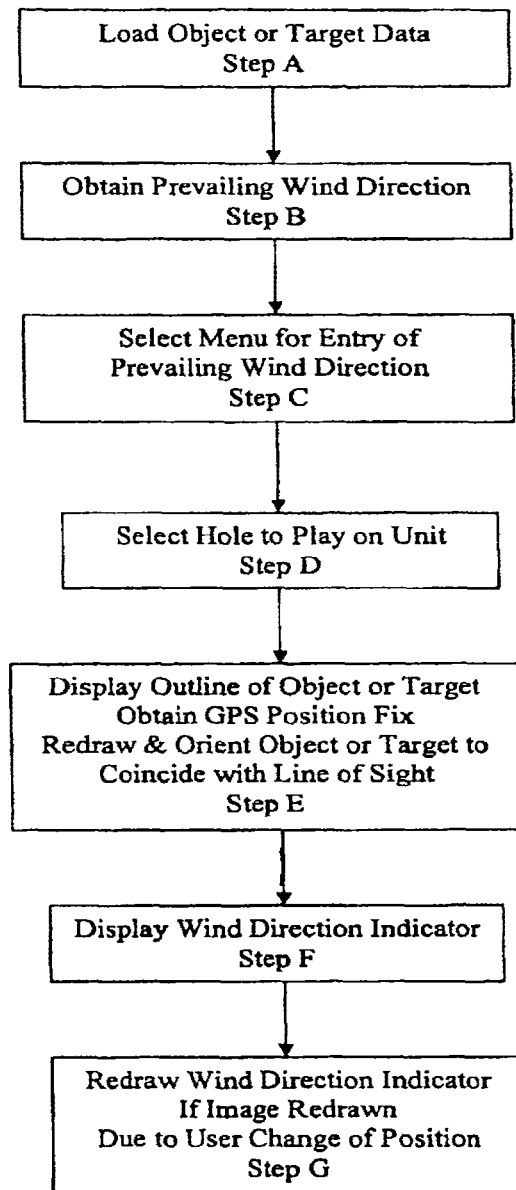 Load Object or Target Data
Step A
Obtain Prevailing Wind Direction
Step B
Select Menu for Entry of
Prevailing Wind Direction
Step C
Select Hole to Play on Unit
Step D
Display Outline of Object or Target
Obtain GPS Position Fix
Redraw & Orient Object or Target to
Coincide with Line of Sight
Step E
Display Wind Direction Indicator
Step F
Redraw Wind Direction Indicator
If Image Redrawn
Due to User Change of Position
Step G